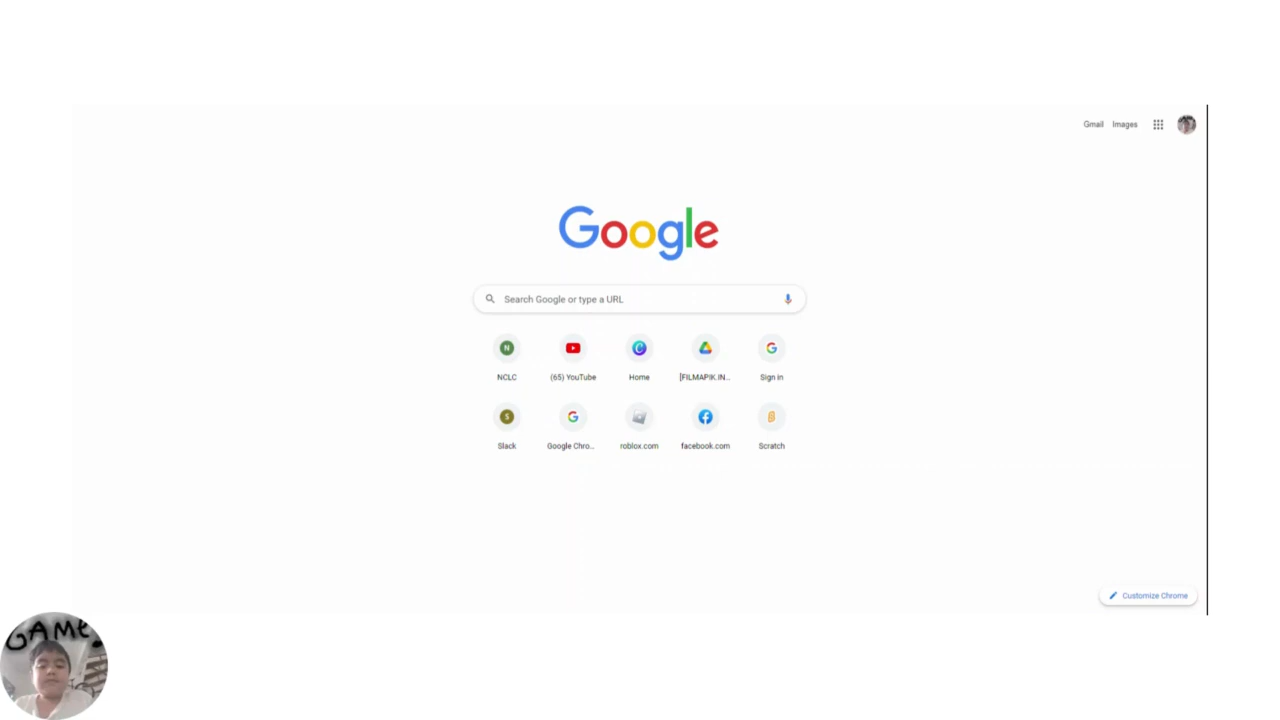 Gmail Images
Google
Search Google or type a URL
N
NCLC
(65) YouTube
Home
[FILMAPIK.IN...
Sign in
S
Slack
Google Chro...
roblox.com
facebook.com
Scratch
Customize Chrome
GAME